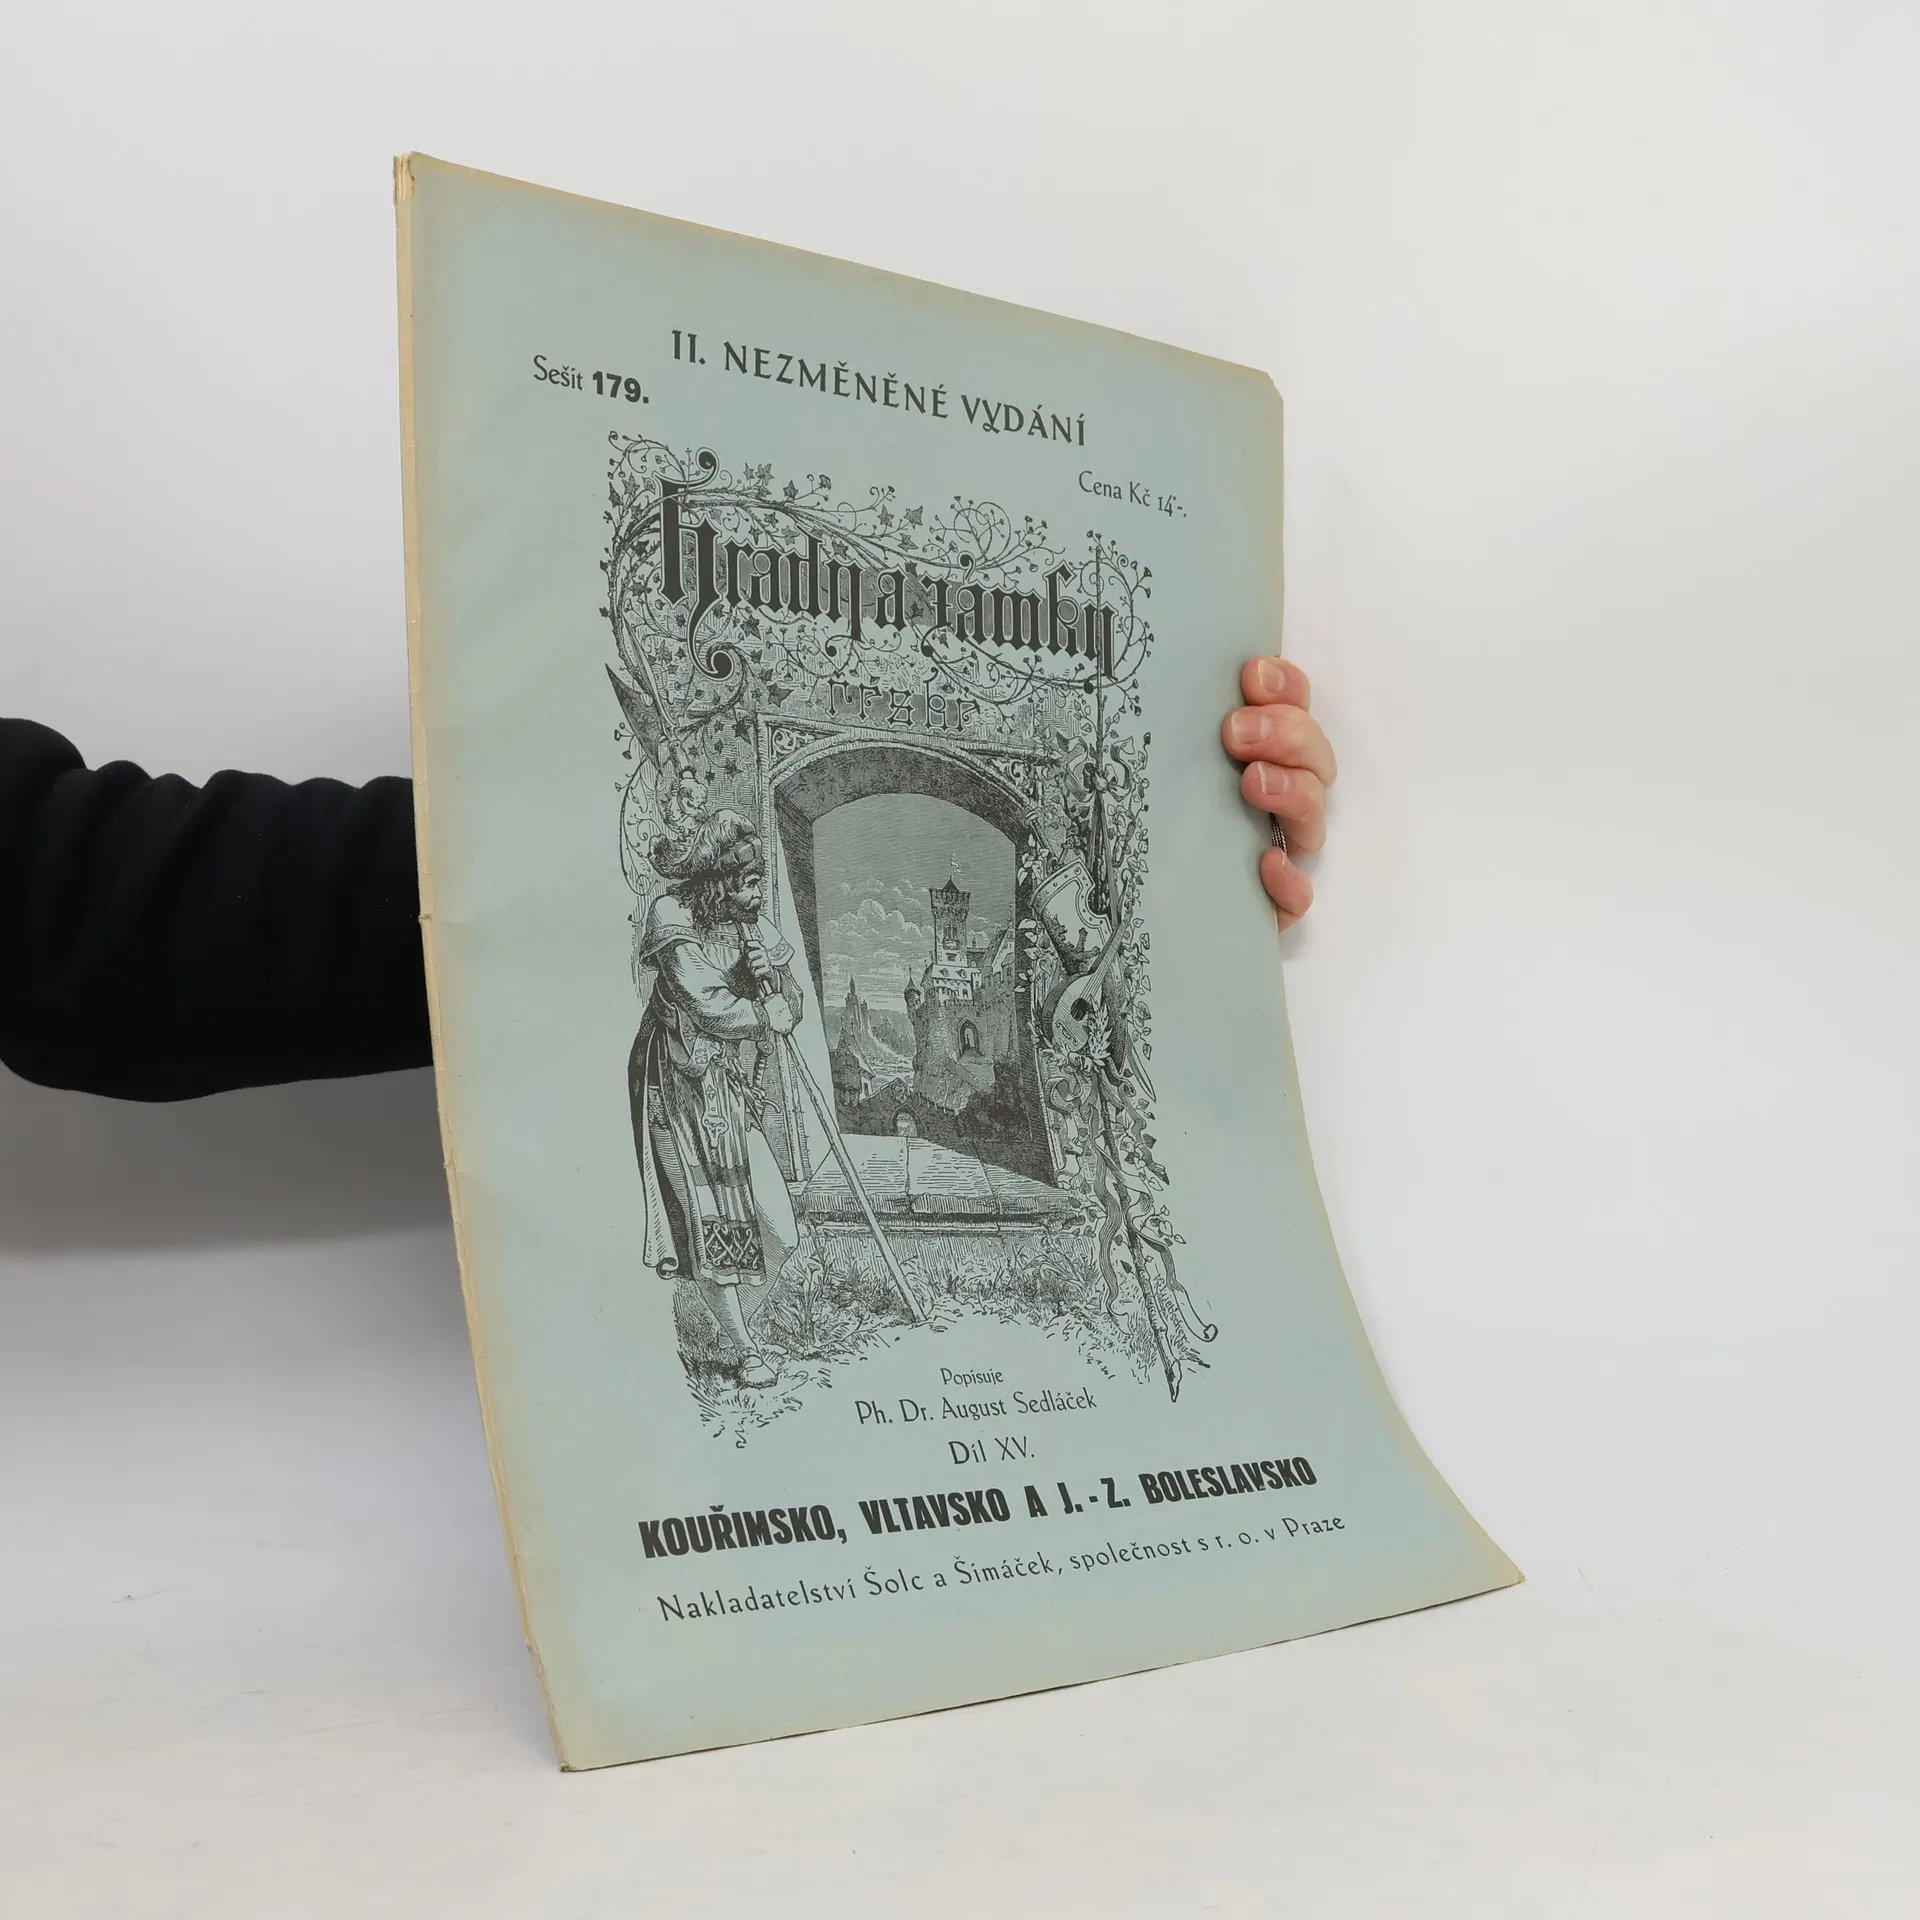 II. NEZMĚNĚNÉ VYDÁNÍ
Sešit 179.
Cena Kč 14·-.
Hrady a zámky
české
Popisuje
Ph. Dr. August Sedláček
Díl XV.
KOUŘIMSKO, VLTAVSKO A J.-Z. BOLESLAVSKO
Nakladatelství Šolc a Šimáček, společnost s r. o. v Praze